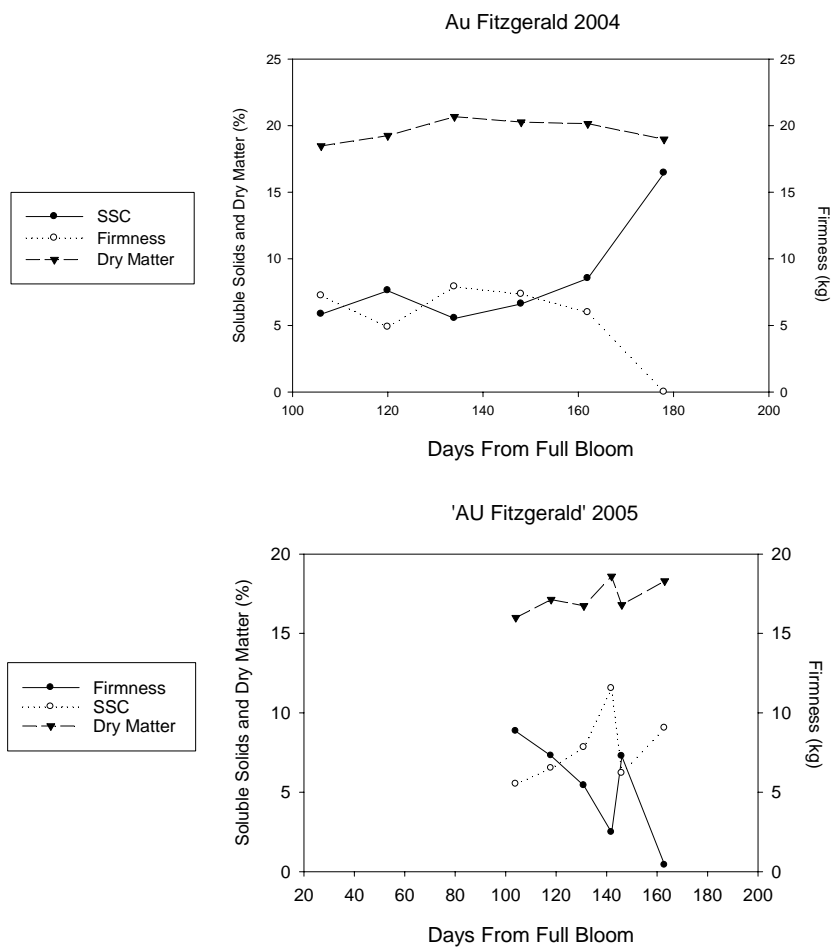 Au Fitzgerald 2004
25
20
15
10
5
0
Soluble Solids and Dry Matter (%)
25
20
15
10
5
0
Firmness (kg)
SSC
Firmness
Dry Matter
100 120 140 160 180 200
Days From Full Bloom
'AU Fitzgerald' 2005
20
15
10
5
0
Soluble Solids and Dry Matter (%)
20
15
10
5
0
Firmness (kg)
Firmness
SSC
Dry Matter
20 40 60 80 100 120 140 160 180 200
Days From Full Bloom